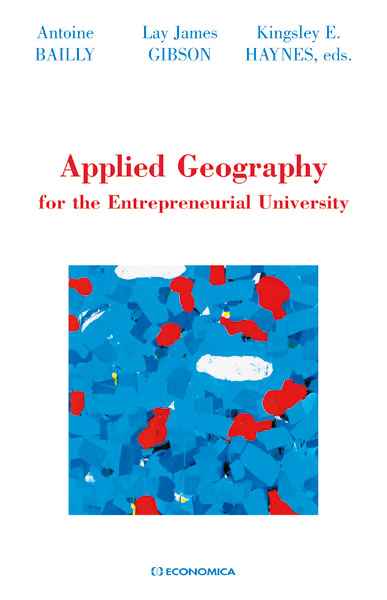 Antoine BAILLY
Lay James GIBSON
Kingsley E. HAYNES, eds.
Applied Geography
for the Entrepreneurial University
ECONOMICA